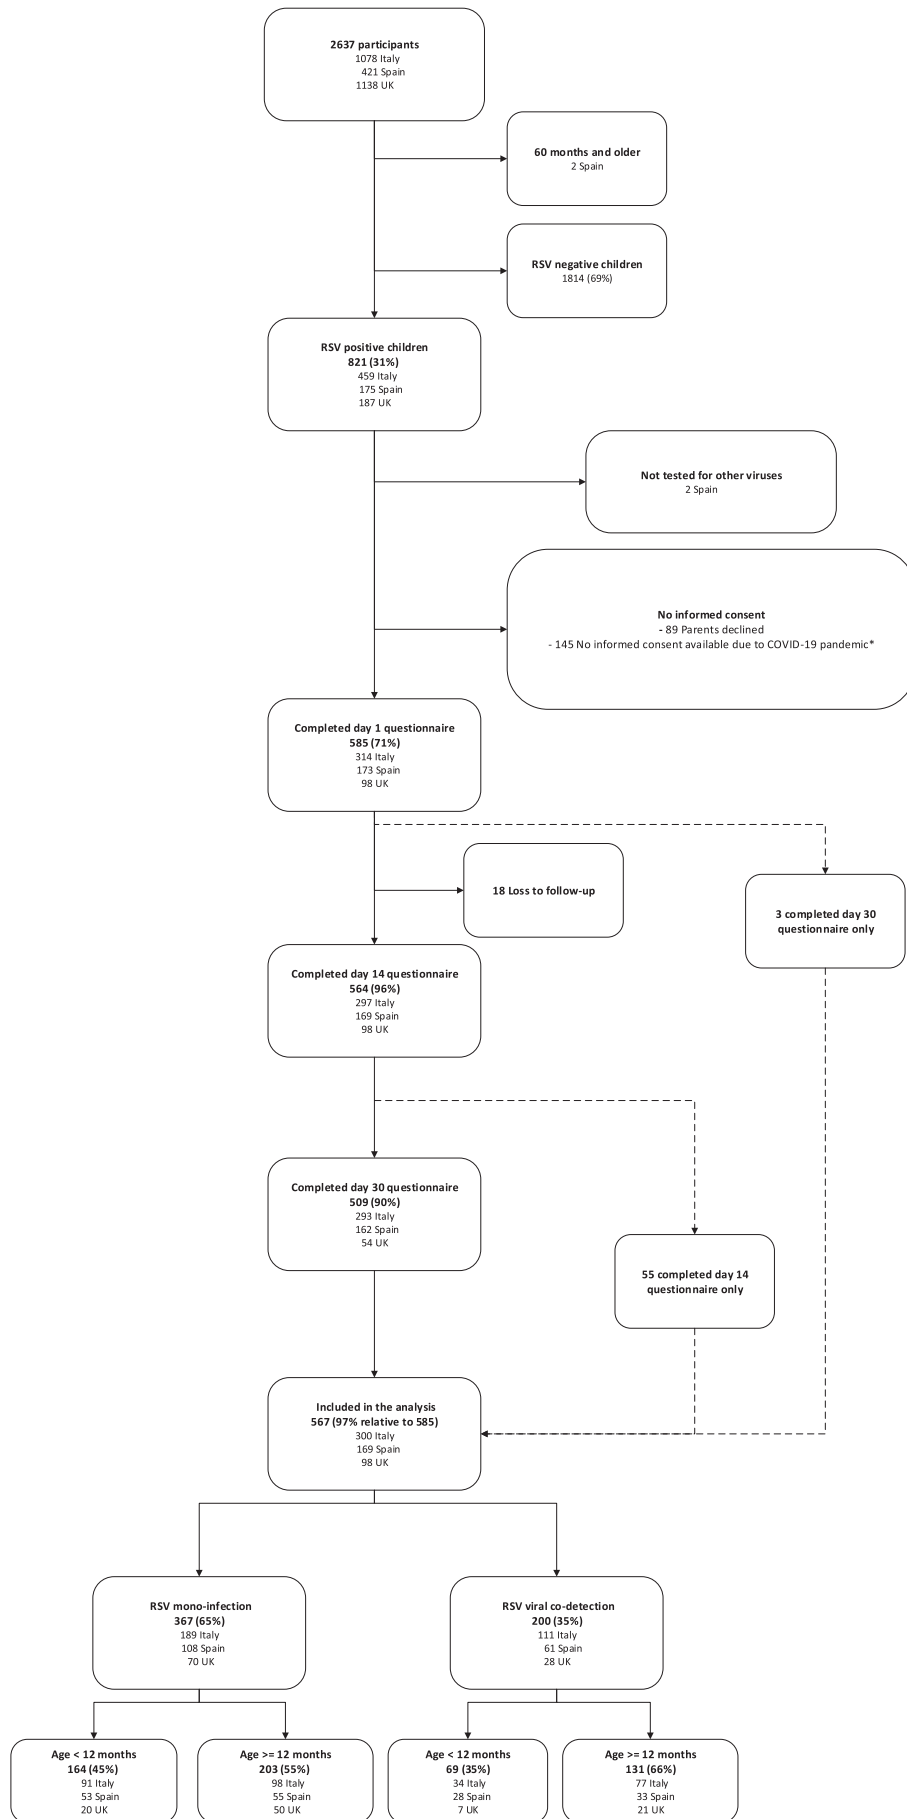 2637 participants
1078 Italy
421 Spain
1138 UK
60 months and older
2 Spain
RSV negative children
1814 (69%)
RSV positive children
821 (31%)
459 Italy
175 Spain
187 UK
Not tested for other viruses
2 Spain
No informed consent
- 89 Parents declined
- 145 No informed consent available due to COVID-19 pandemic*
Completed day 1 questionnaire
585 (71%)
314 Italy
173 Spain
98 UK
18 Loss to follow-up
3 completed day 30
questionnaire only
Completed day 14 questionnaire
564 (96%)
297 Italy
169 Spain
98 UK
Completed day 30 questionnaire
509 (90%)
293 Italy
162 Spain
54 UK
55 completed day 14
questionnaire only
Included in the analysis
567 (97% relative to 585)
300 Italy
169 Spain
98 UK
RSV mono-infection
367 (65%)
189 Italy
108 Spain
70 UK
RSV viral co-detection
200 (35%)
111 Italy
61 Spain
28 UK
Age < 12 months
164 (45%)
91 Italy
53 Spain
20 UK
Age >= 12 months
203 (55%)
98 Italy
55 Spain
50 UK
Age < 12 months
69 (35%)
34 Italy
28 Spain
7 UK
Age >= 12 months
131 (66%)
77 Italy
33 Spain
21 UK